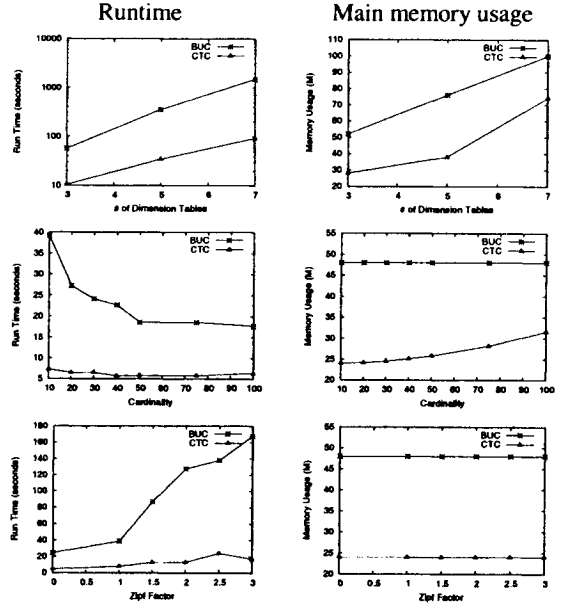 Runtime
Main memory usage
10000
1000
100
10
Run Time (seconds)
BUC
CTC
3
4
5
6
7
# of Dimension Tables
110
100
90
80
70
60
50
40
30
20
Memory Usage (M)
BUC
CTC
3
4
5
6
7
# of Dimension Tables
40
35
30
25
20
15
10
5
Run Time (seconds)
BUC
CTC
10 20 30 40 50 60 70 80 90 100
Cardinality
55
50
45
40
35
30
25
20
Memory Usage (M)
BUC
CTC
10 20 30 40 50 60 70 80 90 100
Cardinality
180
160
140
120
100
80
60
40
20
0
Run Time (seconds)
BUC
CTC
0 0.5 1 1.5 2 2.5 3
Zipf Factor
55
50
45
40
35
30
25
20
Memory Usage (M)
BUC
CTC
0 0.5 1 1.5 2 2.5 3
Zipf Factor